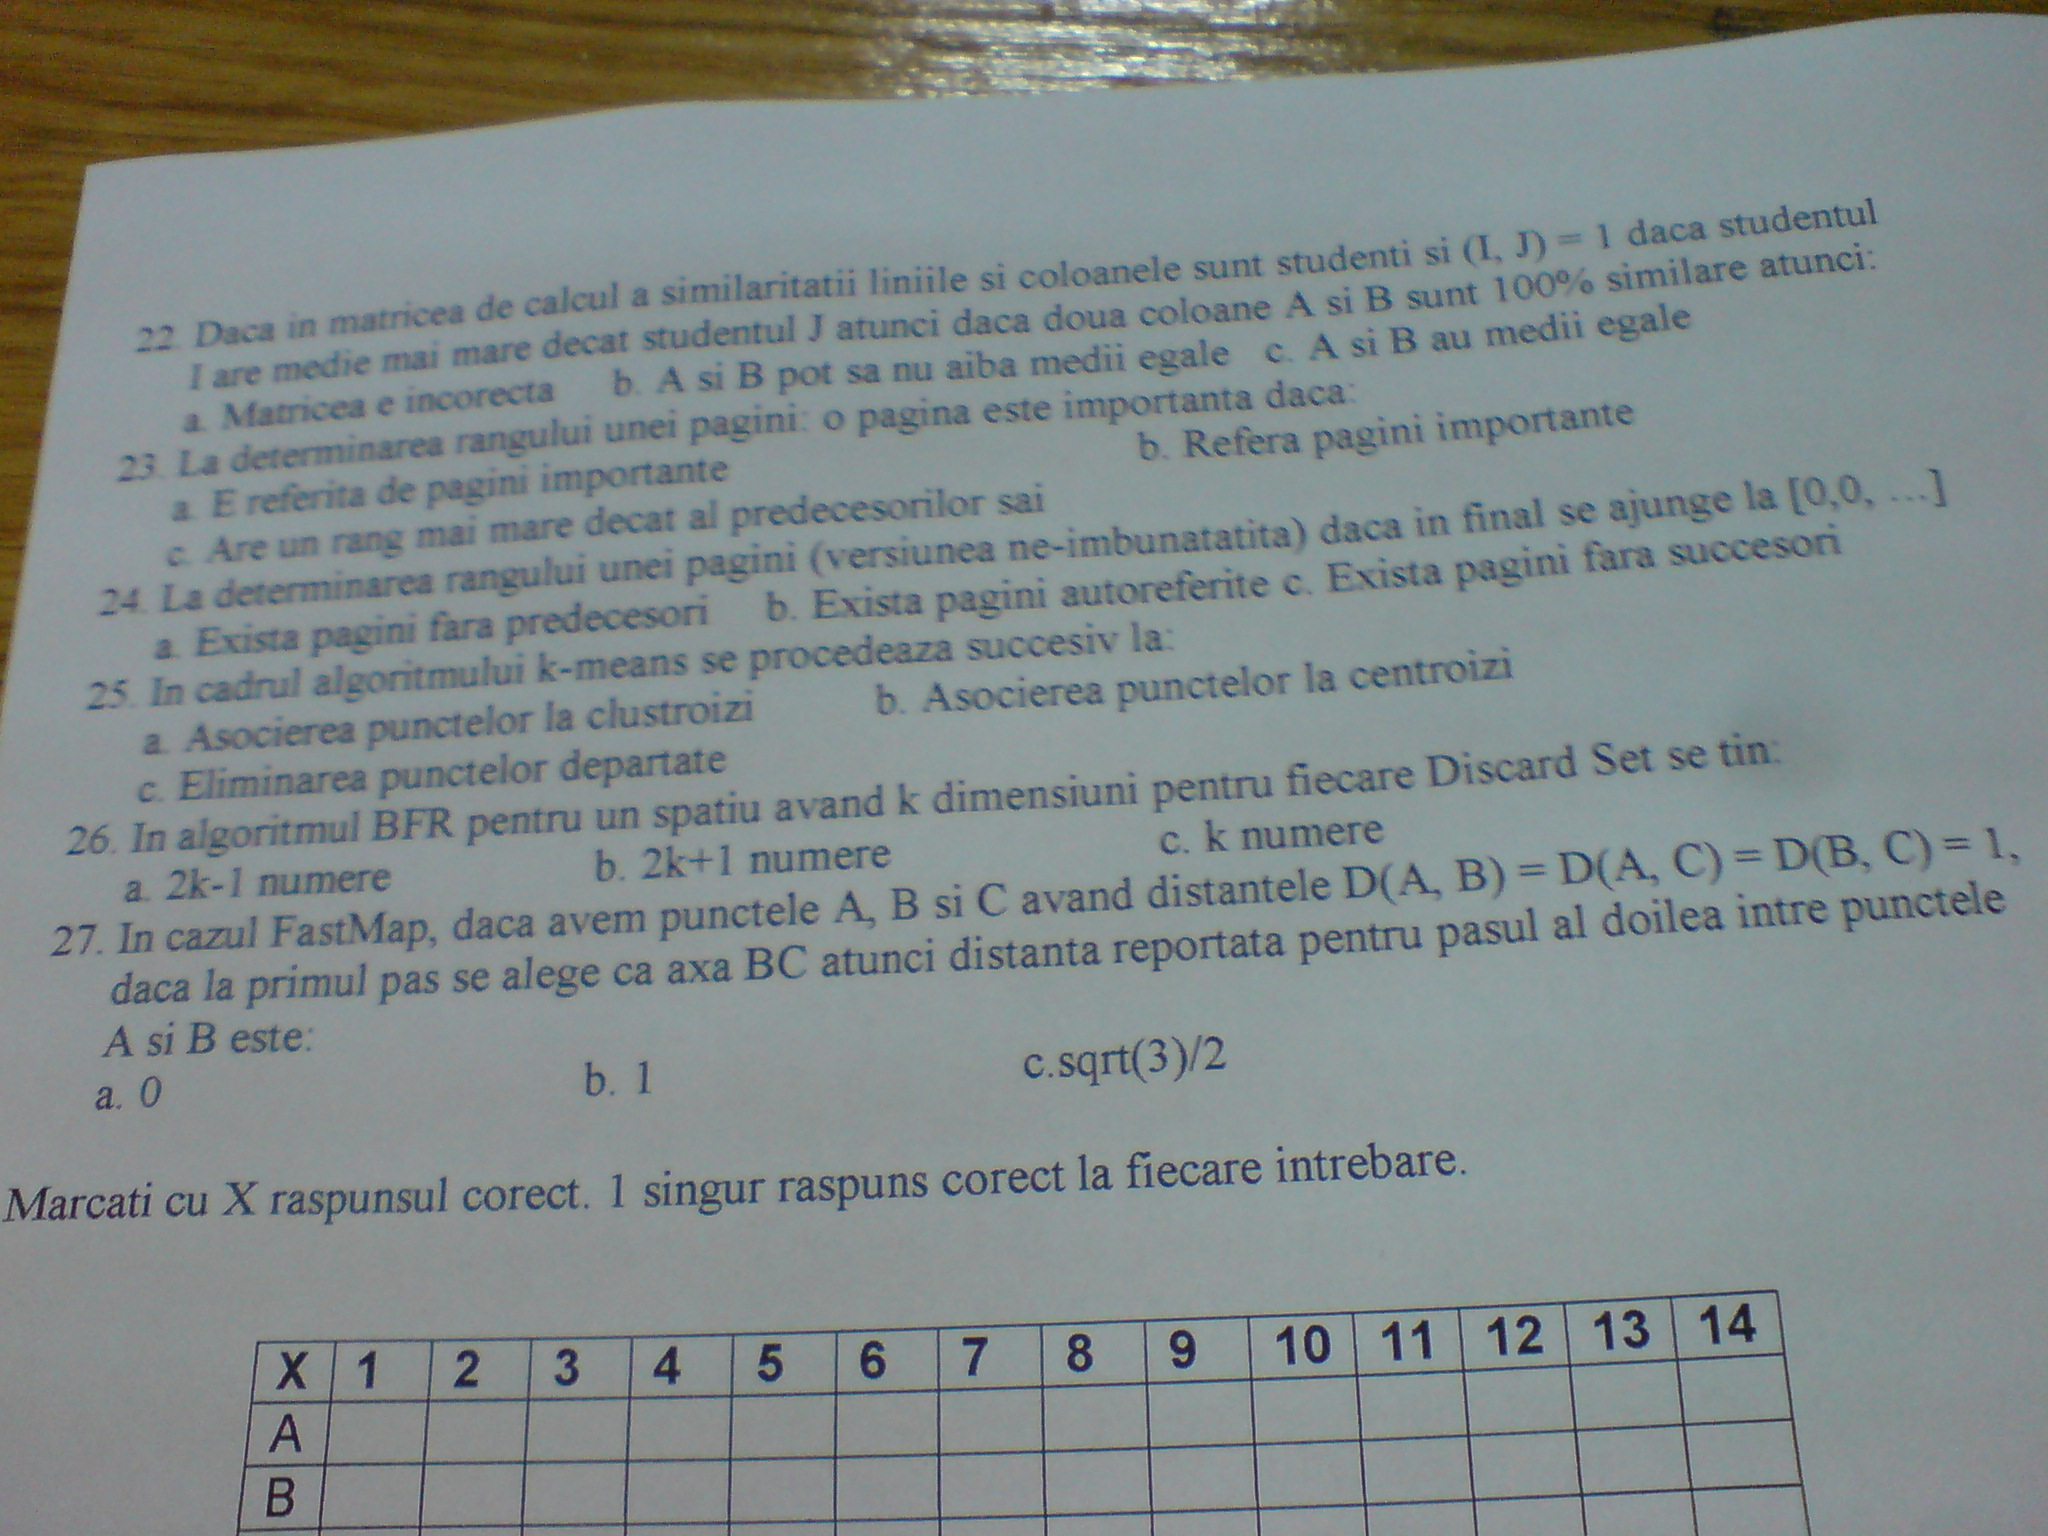 22. Daca in matricea de calcul a similaritatii liniile si coloanele sunt studenti si (I, J) = 1 daca studentul
I are medie mai mare decat studentul J atunci daca doua coloane A si B sunt 100% similare atunci:
a. Matricea e incorecta b. A si B pot sa nu aiba medii egale c. A si B au medii egale
23. La determinarea rangului unei pagini: o pagina este importanta daca:
a. E referita de pagini importante b. Refera pagini importante
c. Are un rang mai mare decat al predecesorilor sai
24. La determinarea rangului unei pagini (versiunea ne-imbunatatita) daca in final se ajunge la [0,0, ...]
a. Exista pagini fara predecesori b. Exista pagini autoreferite c. Exista pagini fara succesori
25. In cadrul algoritmului k-means se procedeaza succesiv la:
a. Asocierea punctelor la clustroizi b. Asocierea punctelor la centroizi
c. Eliminarea punctelor departate
26. In algoritmul BFR pentru un spatiu avand k dimensiuni pentru fiecare Discard Set se tin:
a. 2k-1 numere b. 2k+1 numere c. k numere
27. In cazul FastMap, daca avem punctele A, B si C avand distantele D(A, B) = D(A, C) = D(B, C) = 1,
daca la primul pas se alege ca axa BC atunci distanta reportata pentru pasul al doilea intre punctele
A si B este:
a. 0 b. 1 c.sqrt(3)/2
Marcati cu X raspunsul corect. 1 singur raspuns corect la fiecare intrebare.
X 1 2 3 4 5 6 7 8 9 10 11 12 13 14
A
B